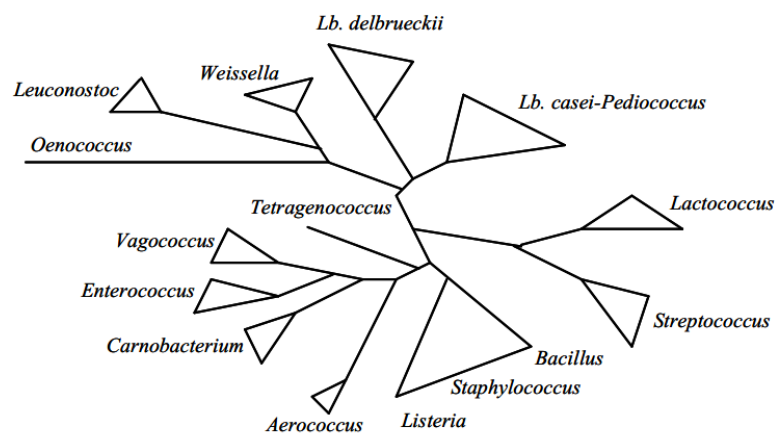 Lb. delbrueckii
Weissella
Leuconostoc
Lb. casei-Pediococcus
Oenococcus
Tetragenococcus
Lactococcus
Vagococcus
Enterococcus
Streptococcus
Carnobacterium
Bacillus
Staphylococcus
Aerococcus
Listeria